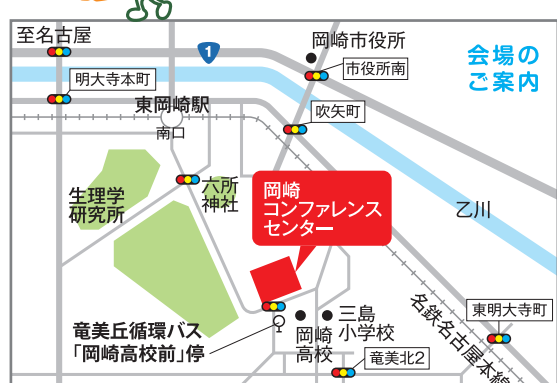 至名古屋
1
岡崎市役所
会場の
ご案内
市役所南
明大寺本町
東岡崎駅
南口
吹矢町
六所
神社
生理学
研究所
岡崎
コンファレンス
センター
乙川
名鉄名古屋本線
東明大寺町
竜美丘循環バス
「岡崎高校前」停
岡崎
高校
三島
小学校
竜美北2